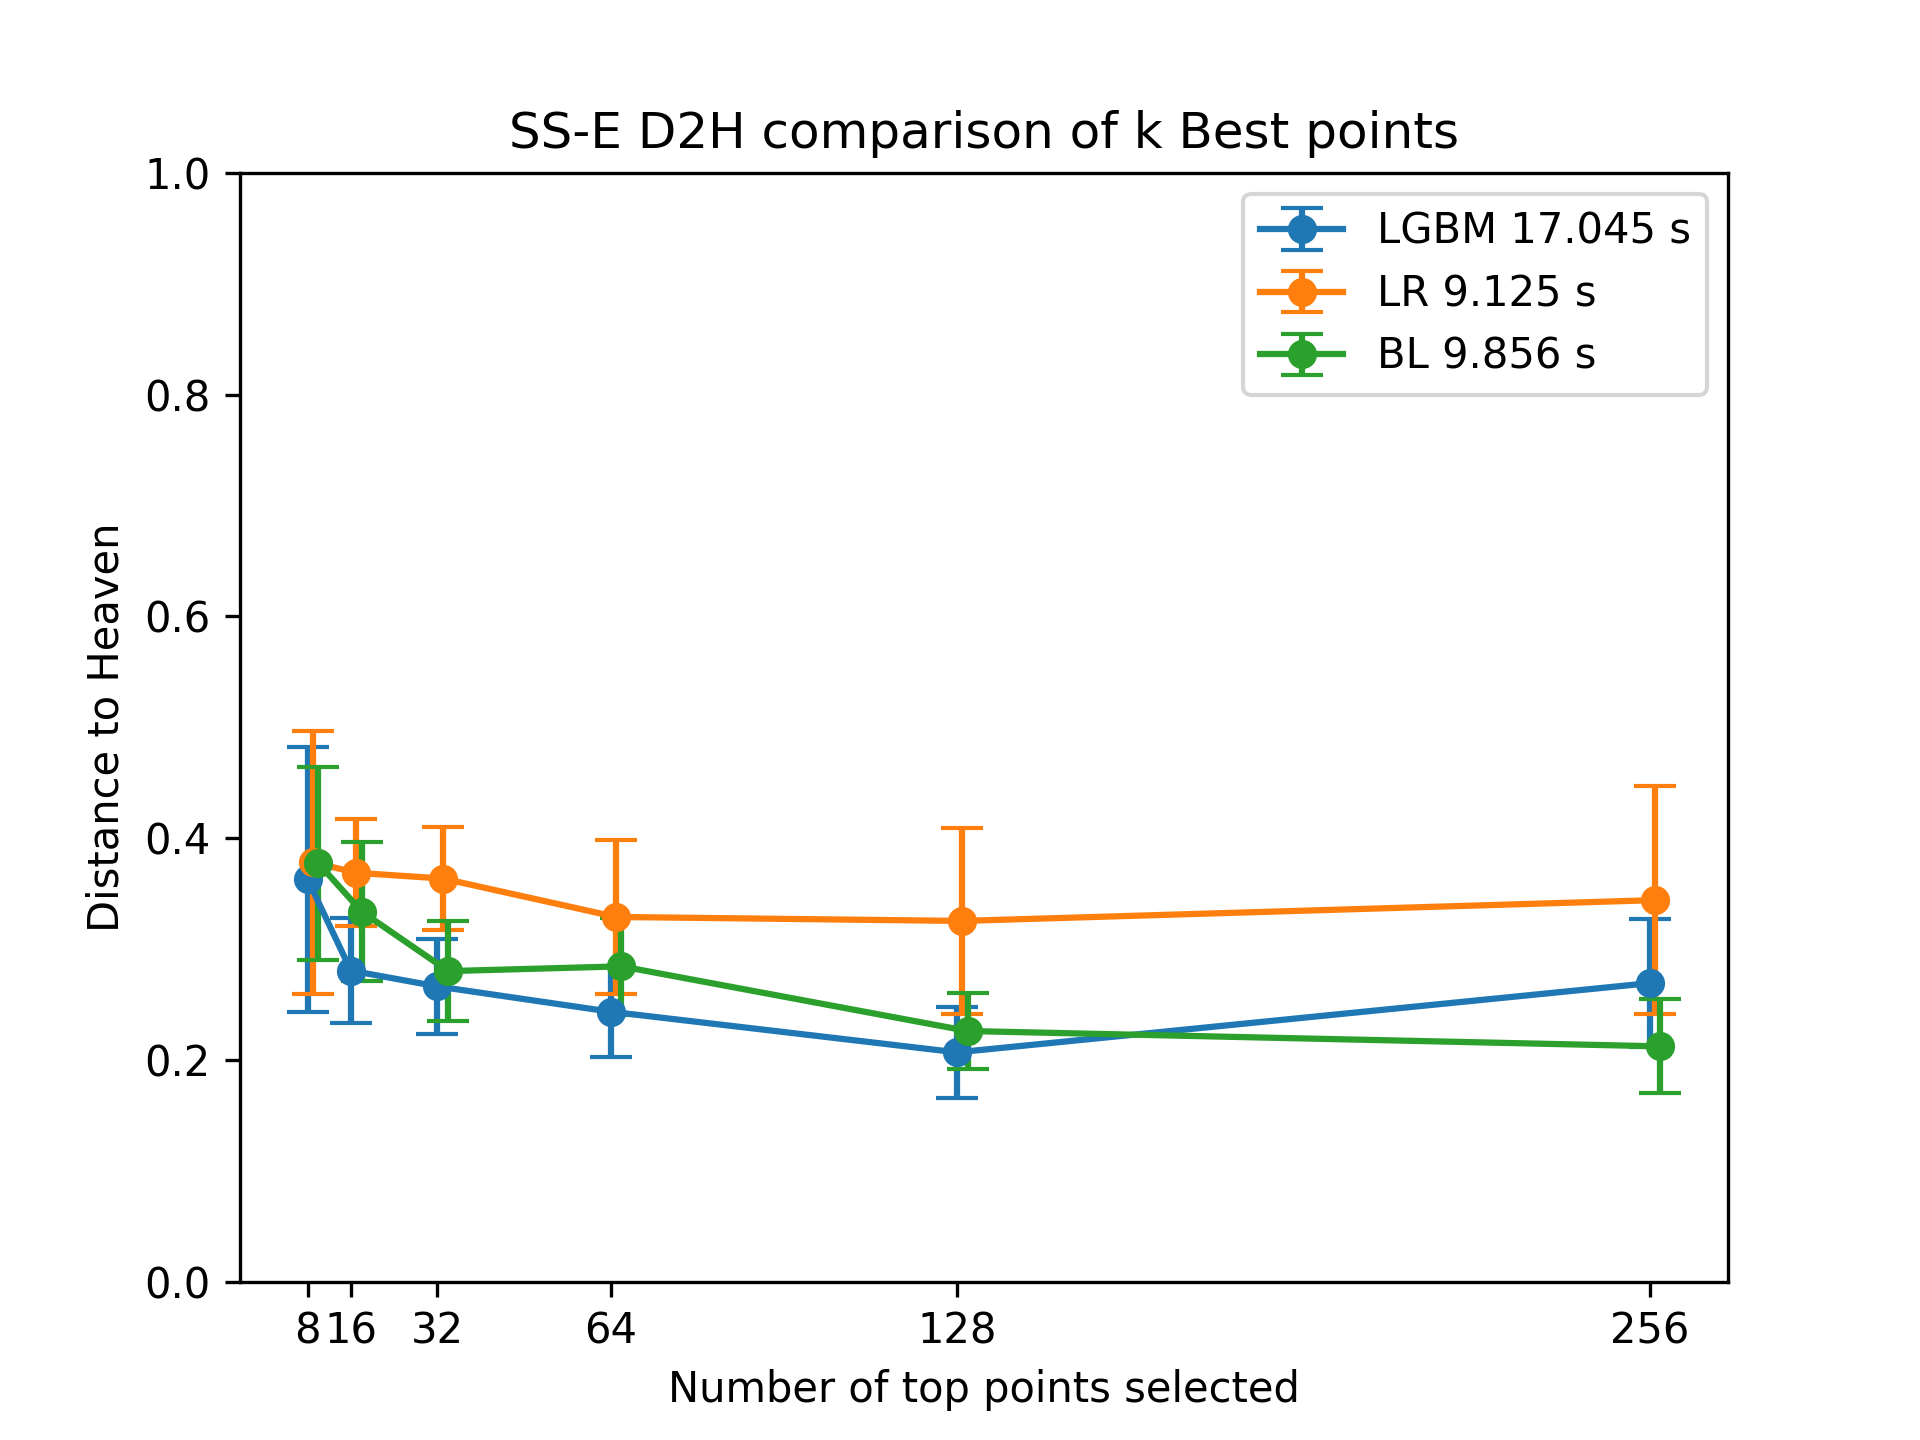 SS-E D2H comparison of k Best points
LGBM 17.045 s
LR 9.125 s
BL 9.856 s
Distance to Heaven
1.0
0.8
0.6
0.4
0.2
0.0
8 16 32 64 128 256
Number of top points selected